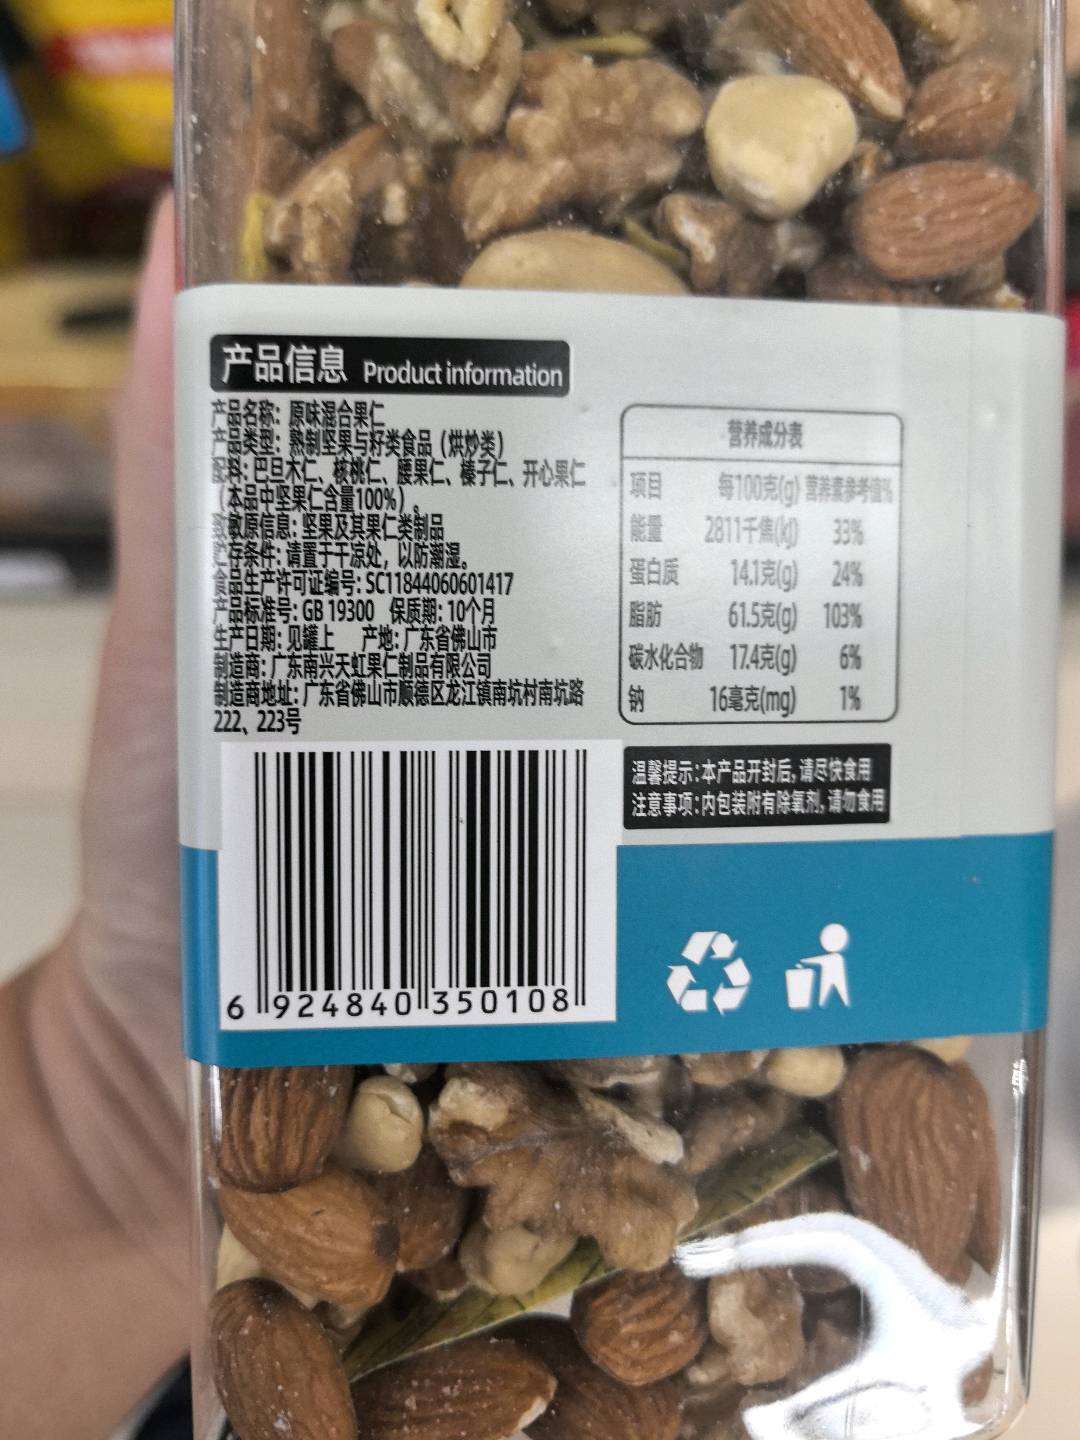 产品信息 Product information
产品名称: 原味混合果仁
产品类型: 熟制坚果与籽类食品 (烘炒类)
配料: 巴旦木仁、核桃仁、腰果仁、榛子仁、开心果仁
(本品中坚果仁含量100%)。
致敏原信息: 坚果及其果仁类制品
贮存条件: 请置于干凉处, 以防潮湿。
食品生产许可证编号: SC11844060601417
产品标准号: GB 19300 保质期: 10个月
生产日期: 见罐上 产地: 广东省佛山市
制造商: 广东南兴天虹果仁制品有限公司
制造商地址: 广东省佛山市顺德区龙江镇南坑村南坑路
222、223号
营养成分表
项目 每100克(g) 营养素参考值%
能量 2811千焦(kJ) 33%
蛋白质 14.1克(g) 24%
脂肪 61.5克(g) 103%
碳水化合物 17.4克(g) 6%
钠 16毫克(mg) 1%
温馨提示: 本产品开封后, 请尽快食用
注意事项: 内包装附有除氧剂, 请勿食用
6 924840 350108